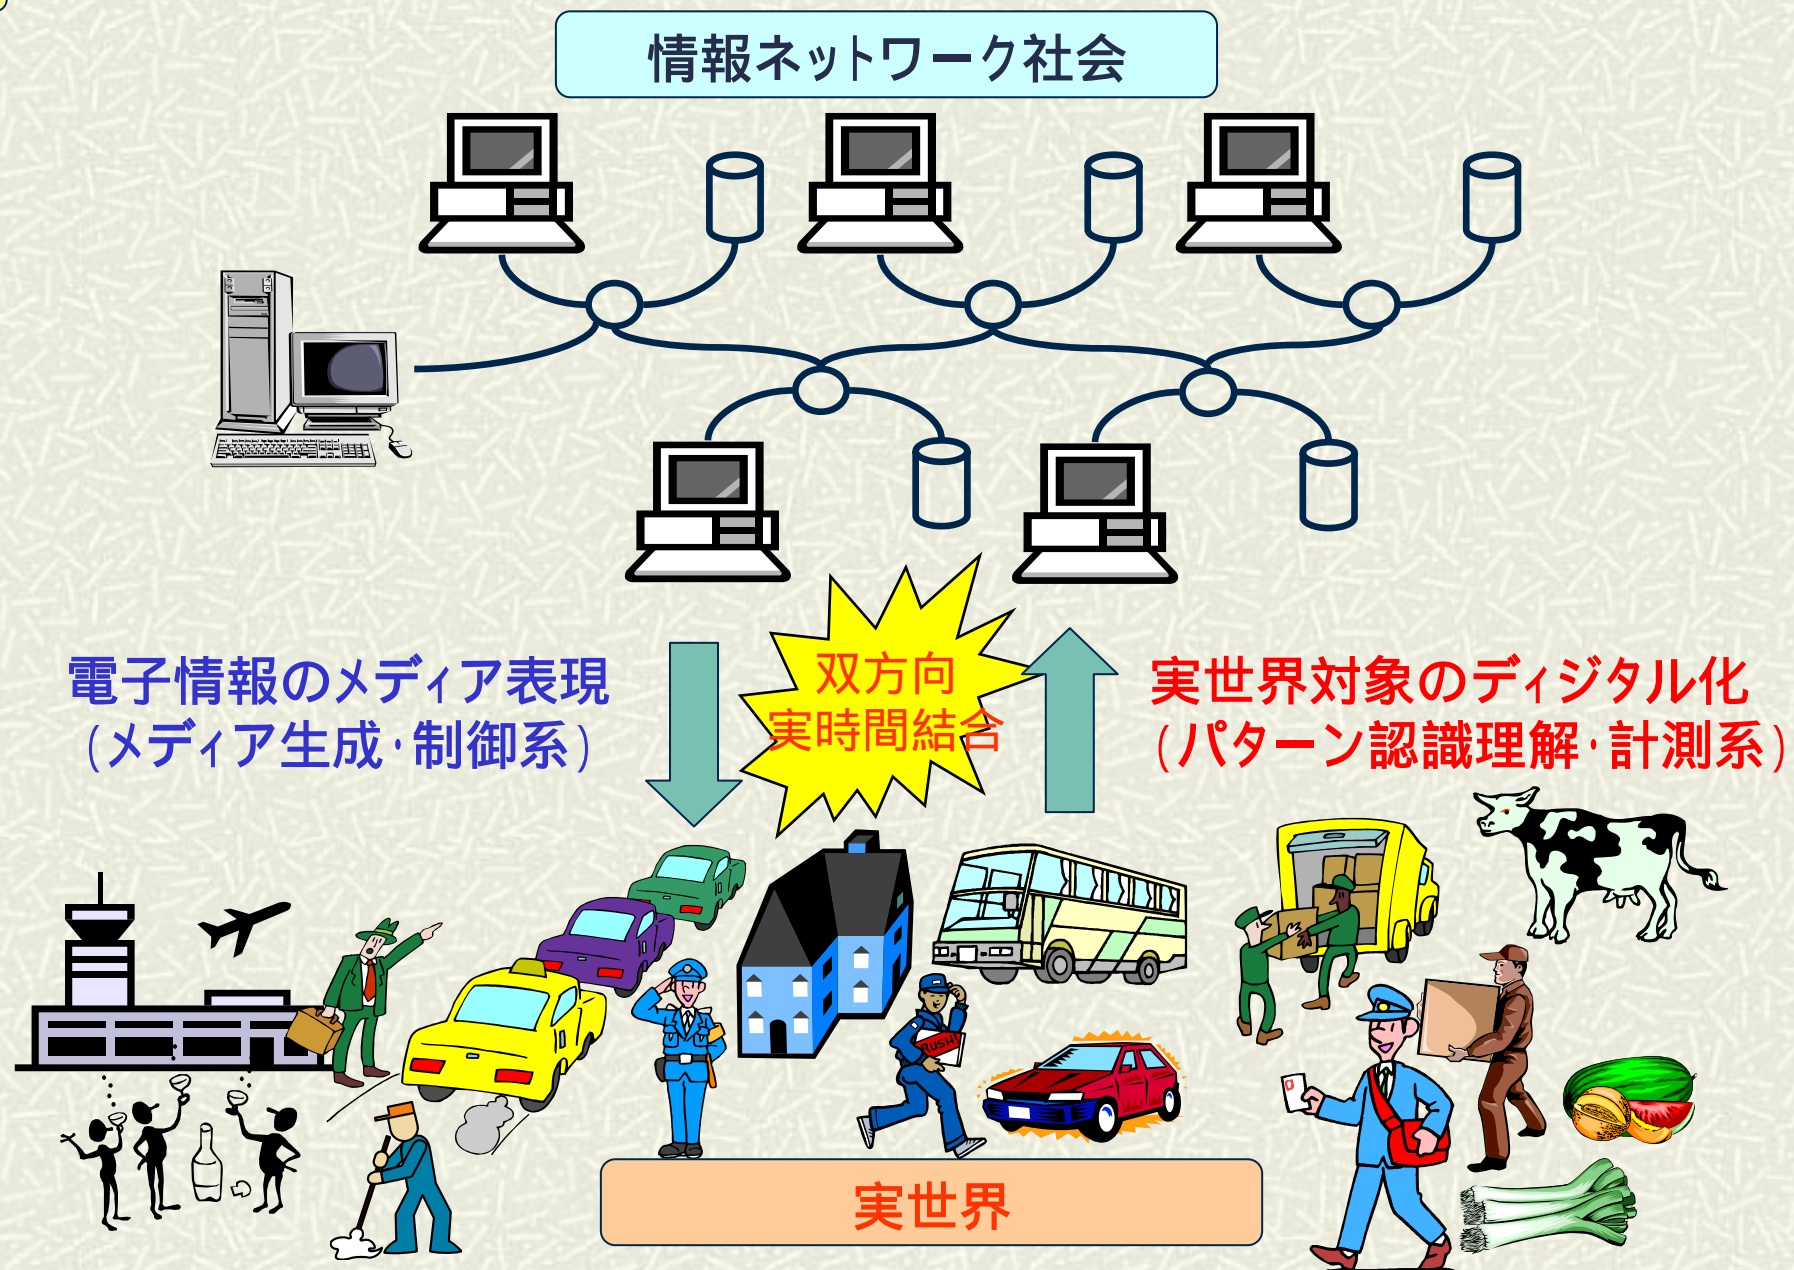 情報ネットワーク社会
電子情報のメディア表現
(メディア生成・制御系)
双方向
実時間結合
実世界対象のディジタル化
(パターン認識理解・計測系)
RUSH!
実世界